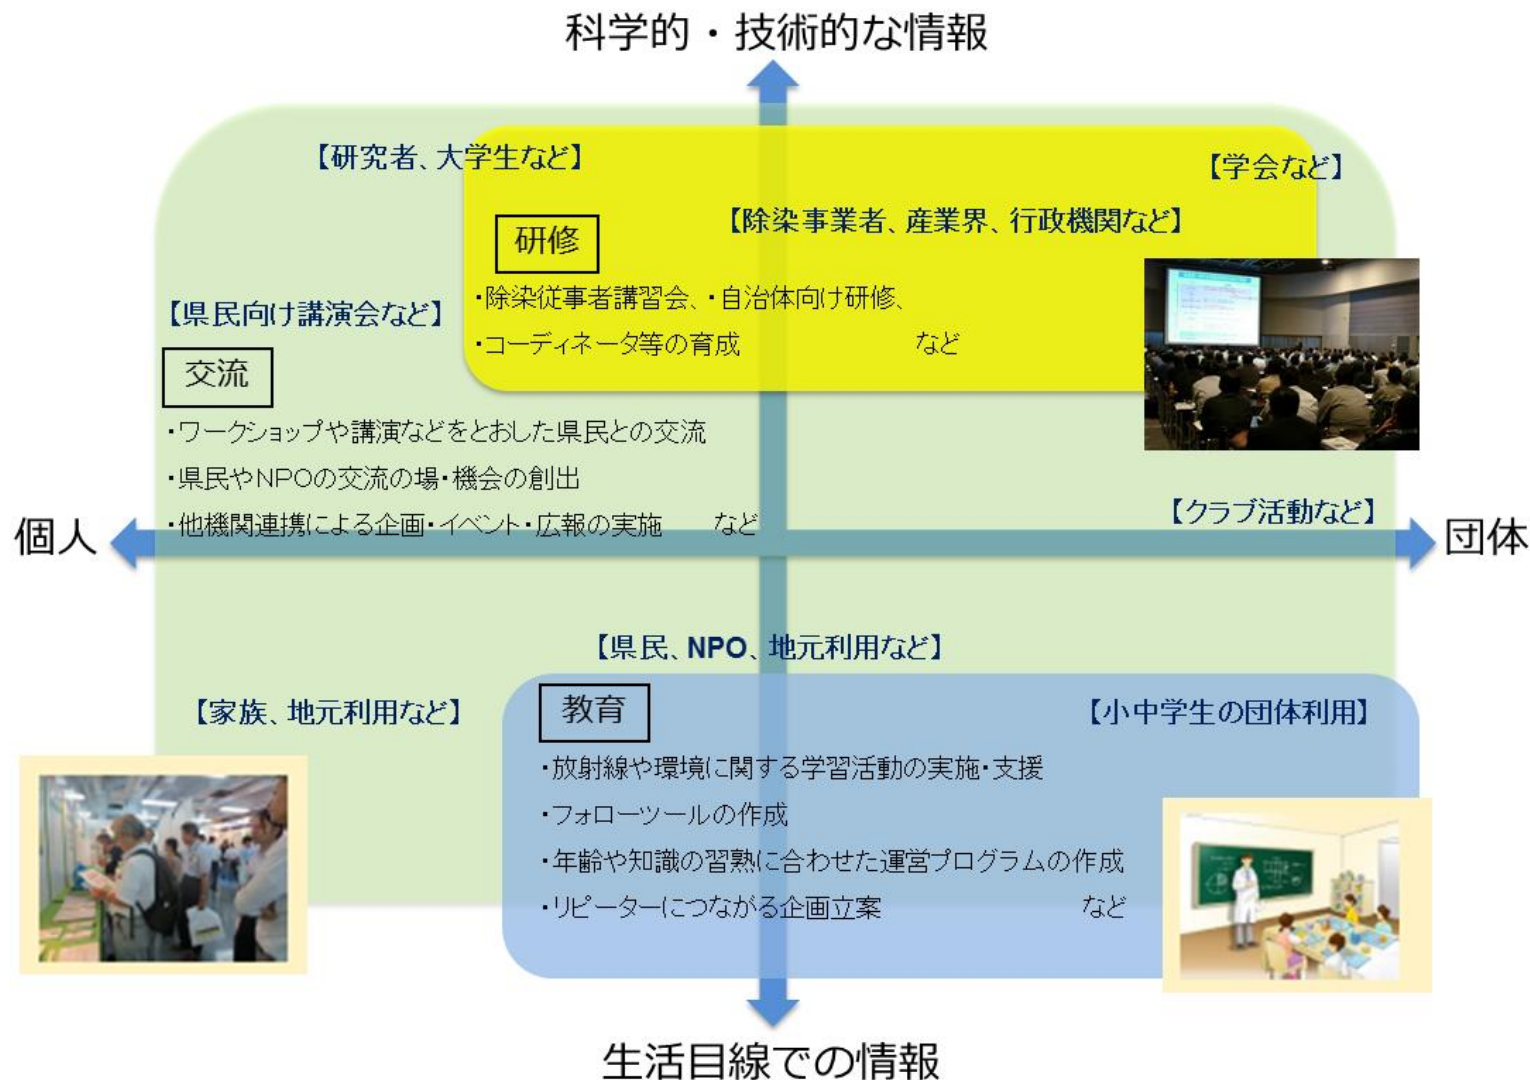 科学的・技術的な情報
【研究者、大学生など】
【学会など】
【除染事業者、産業界、行政機関など】
研修
・除染従事者講習会、・自治体向け研修、
・コーディネータ等の育成 など
【県民向け講演会など】
交流
・ワークショップや講演などをとおした県民との交流
・県民やNPOの交流の場・機会の創出
・他機関連携による企画・イベント・広報の実施 など
【クラブ活動など】
個人
団体
【県民、NPO、地元利用など】
【家族、地元利用など】
教育
【小中学生の団体利用】
・放射線や環境に関する学習活動の実施・支援
・フォローツールの作成
・年齢や知識の習熟に合わせた運営プログラムの作成
・リピーターにつながる企画立案 など
生活目線での情報